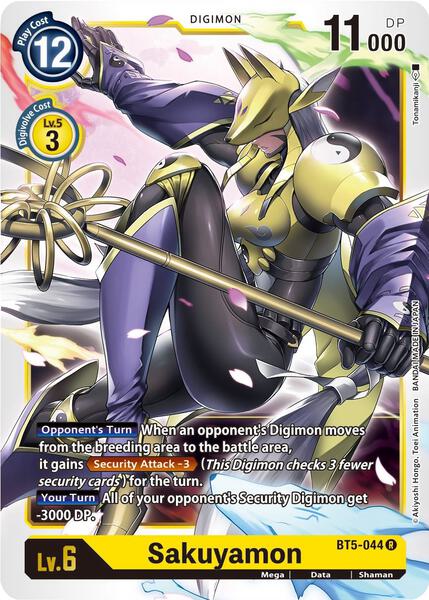 Play Cost
12
DIGIMON
11000
DP
Digivolve Cost
Lv.5
3
Tonamikanji
Opponent's Turn When an opponent's Digimon moves
from the breeding area to the battle area,
it gains Security Attack -3 (This Digimon checks 3 fewer
security cards) for the turn.
Your Turn All of your opponent's Security Digimon get
-3000 DP.
©Akiyoshi Hongo, Toei Animation BANDAI MADE IN JAPAN
Lv.6
Sakuyamon
BT5-044 R
Mega Data Shaman